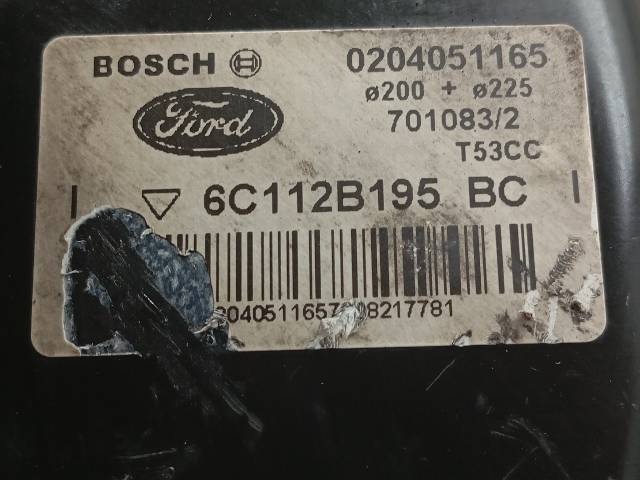 BOSCH 0204051165
Ford ø200 + ø225
701083/2
T53CC
6C112B195 BC